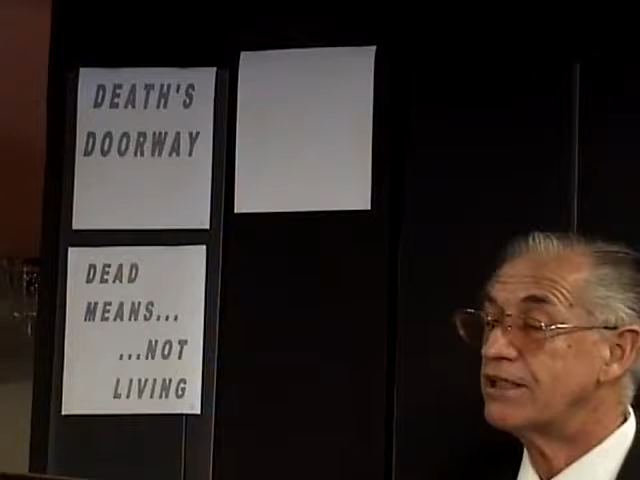 DEATH'S
DOORWAY
DEAD
MEANS...
...NOT
LIVING